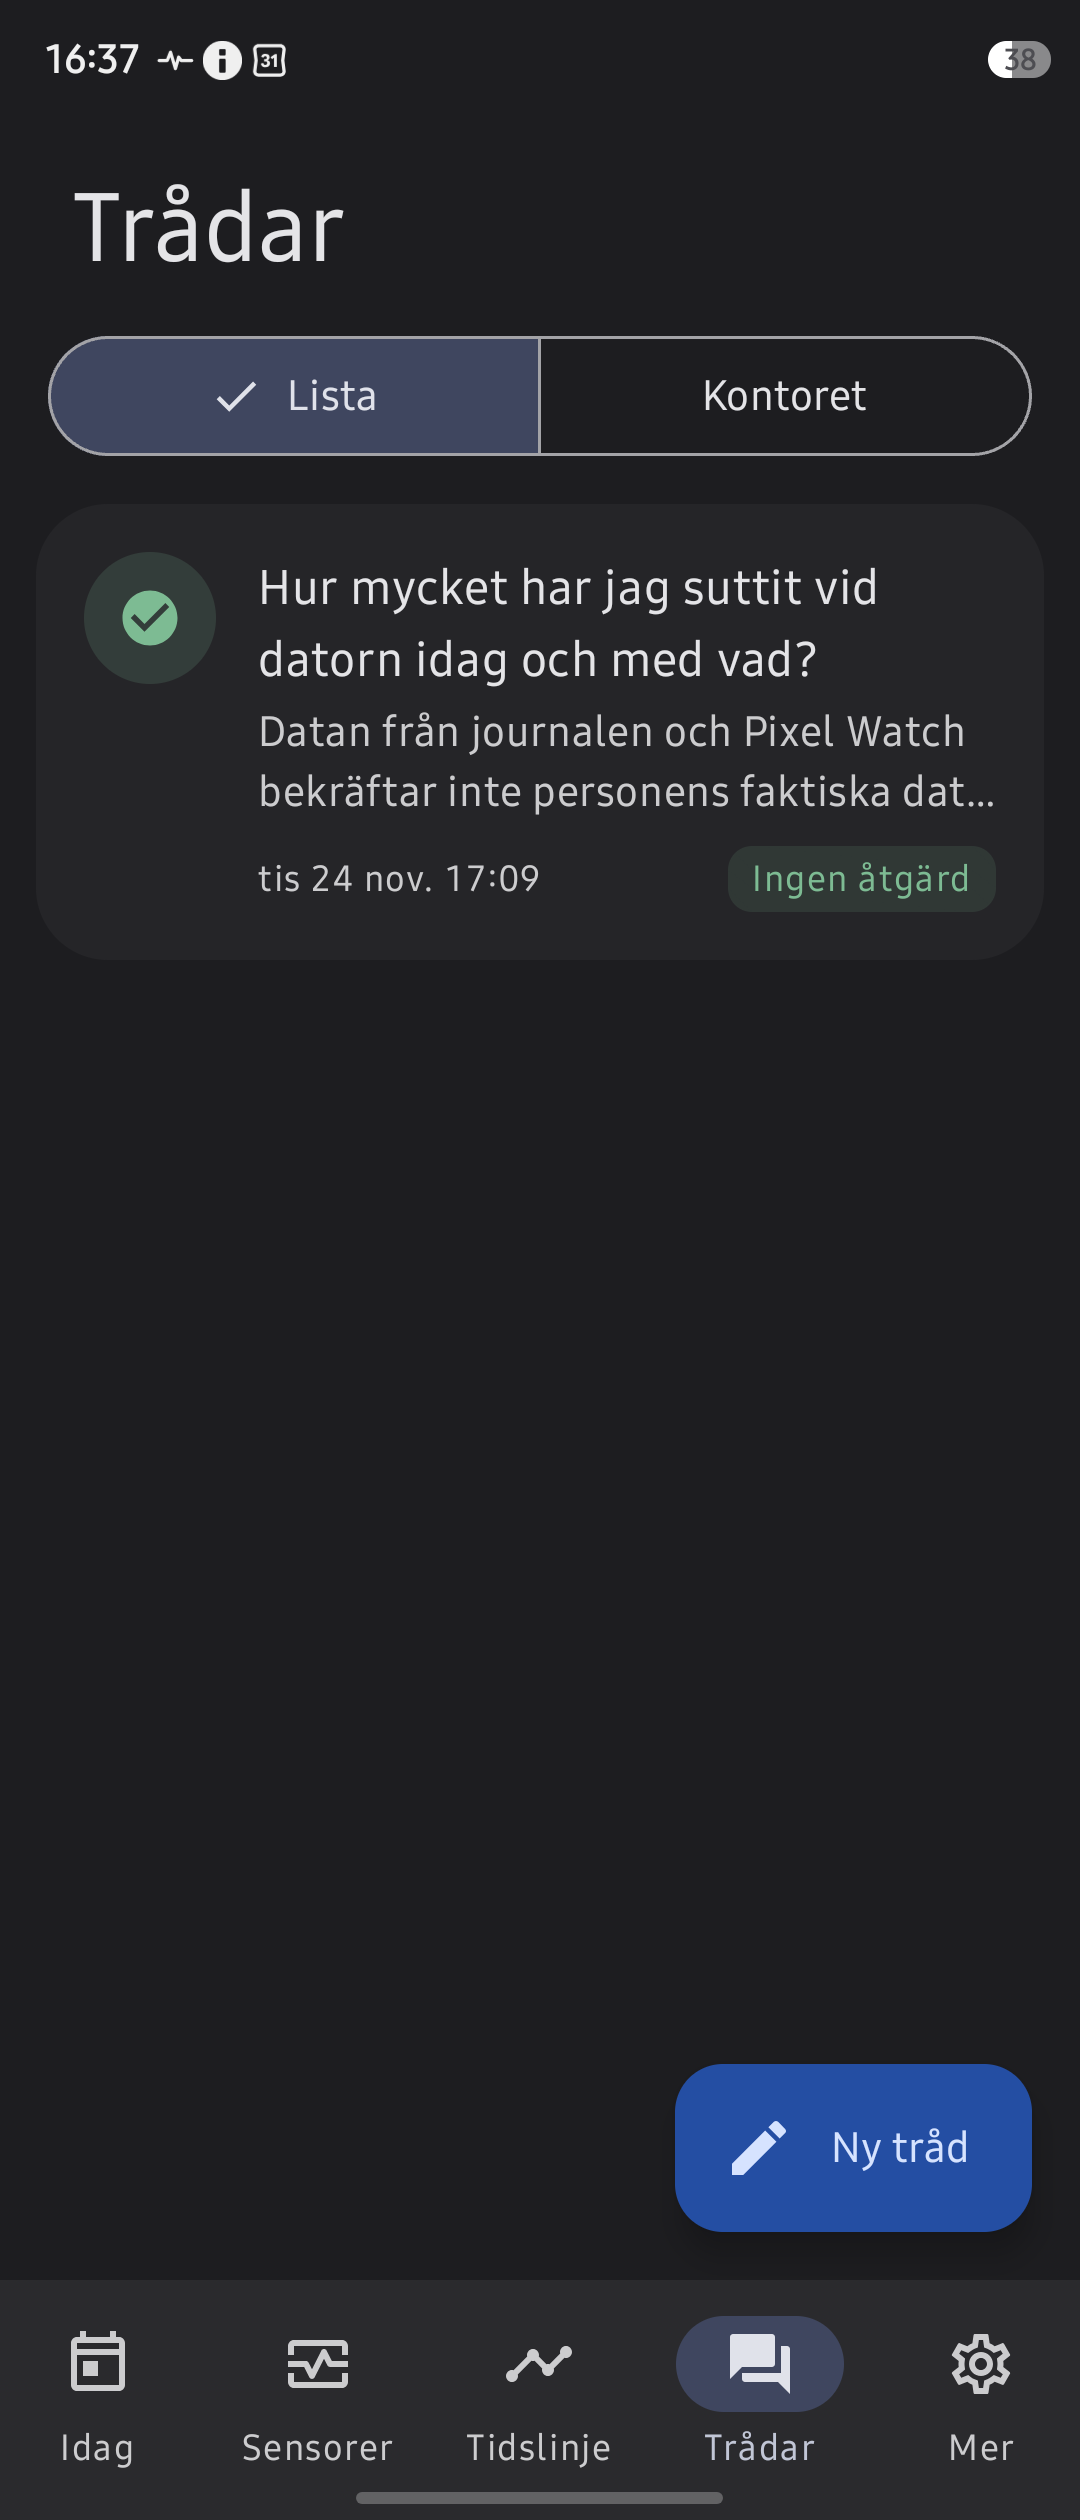 16:37
31
38
Trådar
Lista
Kontoret
Hur mycket har jag suttit vid
datorn idag och med vad?
Datan från journalen och Pixel Watch
bekräftar inte personens faktiska dat...
tis 24 nov. 17:09
Ingen åtgärd
Ny tråd
Idag
Sensorer
Tidslinje
Trådar
Mer